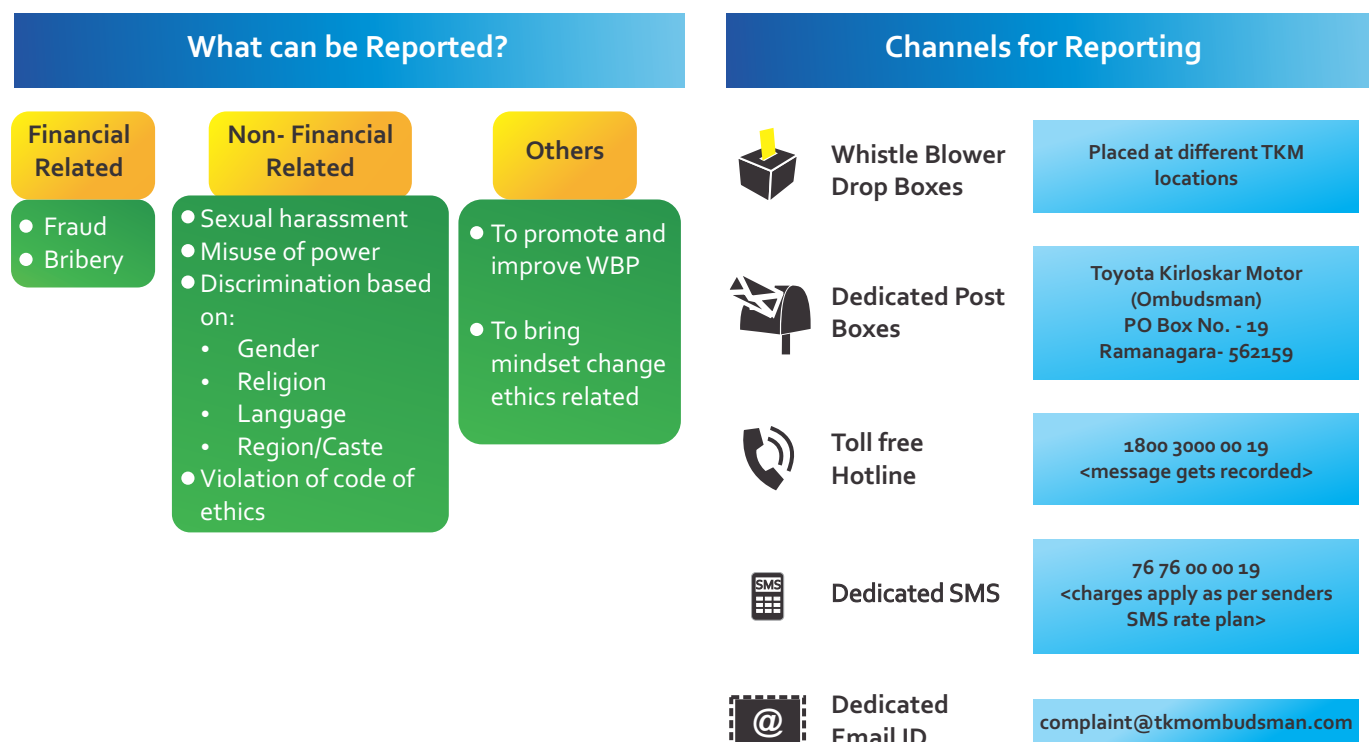 What can be Reported?
Financial
Related
Fraud
Bribery
Non- Financial
Related
Sexual harassment
Misuse of power
Discrimination based
on:
Gender
Religion
Language
Region/Caste
Violation of code of
ethics
Others
To promote and
improve WBP
To bring
mindset change
ethics related
Channels for Reporting
Whistle Blower
Drop Boxes
Placed at different TKM
locations
Dedicated Post
Boxes
Toyota Kirloskar Motor
(Ombudsman)
PO Box No. - 19
Ramanagara- 562159
Toll free
Hotline
1800 3000 00 19
<message gets recorded>
SMS
Dedicated SMS
76 76 00 00 19
<charges apply as per senders
SMS rate plan>
@
Dedicated
Email ID
complaint@tkmombudsman.com